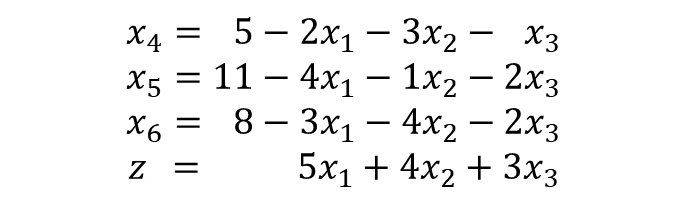 x₄ = 5 − 2x₁ − 3x₂ − x₃
x₅ = 11 − 4x₁ − 1x₂ − 2x₃
x₆ = 8 − 3x₁ − 4x₂ − 2x₃
z = 5x₁ + 4x₂ + 3x₃